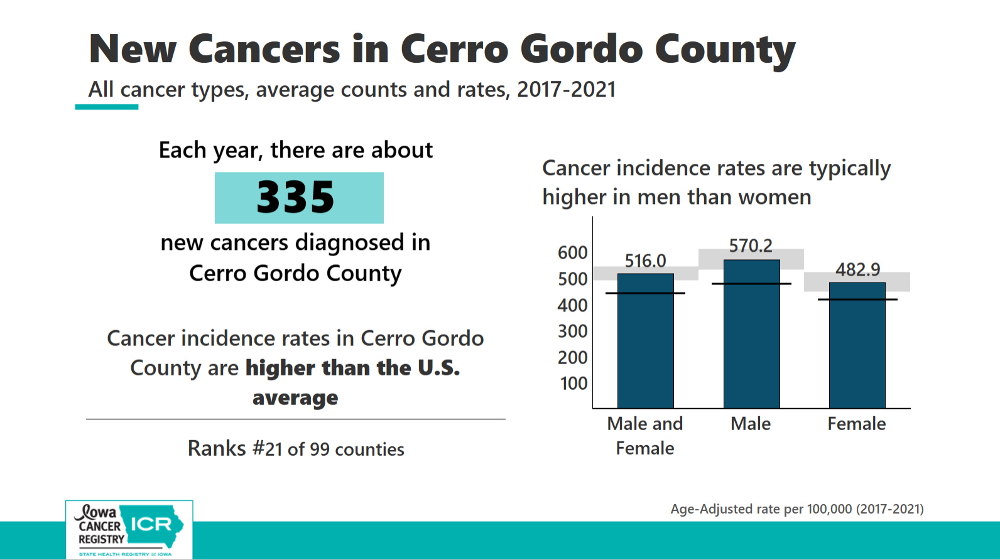 New Cancers in Cerro Gordo County
All cancer types, average counts and rates, 2017-2021
Each year, there are about
335
new cancers diagnosed in
Cerro Gordo County
Cancer incidence rates in Cerro Gordo
County are higher than the U.S.
average
Ranks #21 of 99 counties
Cancer incidence rates are typically
higher in men than women
600
500
400
300
200
100
516.0
570.2
482.9
Male and
Female
Male
Female
Age-Adjusted rate per 100,000 (2017-2021)
Iowa
CANCER
REGISTRY
ICR
STATE HEALTH REGISTRY OF IOWA